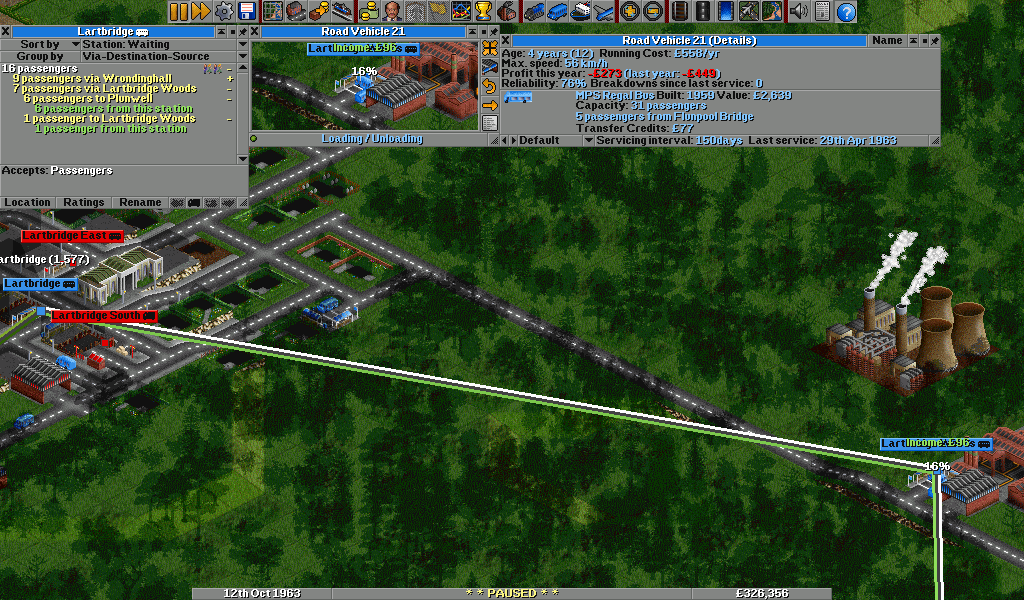 Lartbridge
Sort by
Station: Waiting
Group by
Via-Destination-Source
16 passengers
9 passengers via Wrondinghall
7 passengers via Lartbridge Woods
6 passengers to Plunwell
6 passengers from this station
1 passenger to Lartbridge Woods
1 passenger from this station
Accepts: Passengers
Location
Ratings
Rename
Road Vehicle 21
Income: £96
16%
Loading / Unloading
Road Vehicle 21 (Details)
Name
Age: 4 years (12) Running Cost: £558/yr
Max. speed: 56 km/h
Profit this year: -£273 (last year: -£449)
Reliability: 76% Breakdowns since last service: 0
MPS Regal Bus Built: 1959 Value: £2,639
Capacity: 31 passengers
5 passengers from Flunpool Bridge
Transfer Credits: £77
Default
Servicing interval: 150days Last service: 29th Apr 1963
Lartbridge East
artbridge (1,577)
Lartbridge
Lartbridge South
Income: £96
16%
12th Oct 1963
* * PAUSED * *
£326,356